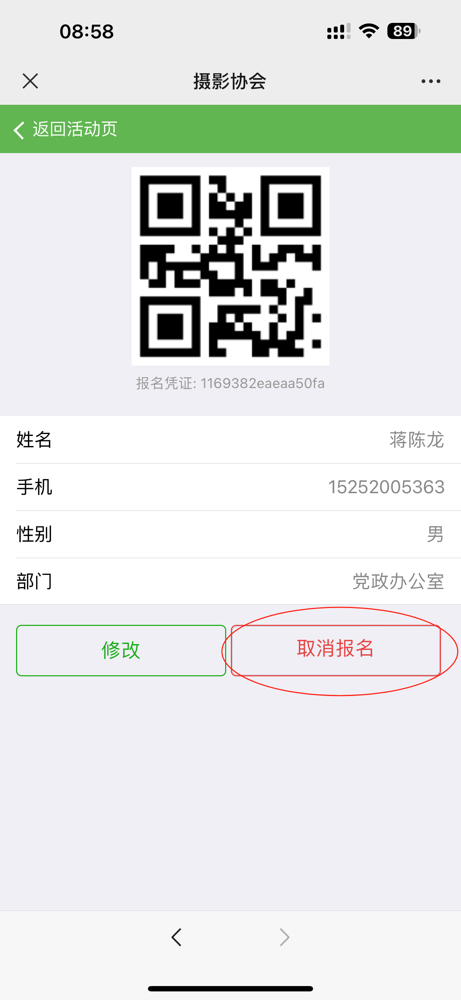 08:58
89
摄影协会
返回活动页
报名凭证: 1169382eaeaa50fa
姓名 蒋陈龙
手机 15252005363
性别 男
部门 党政办公室
修改 取消报名